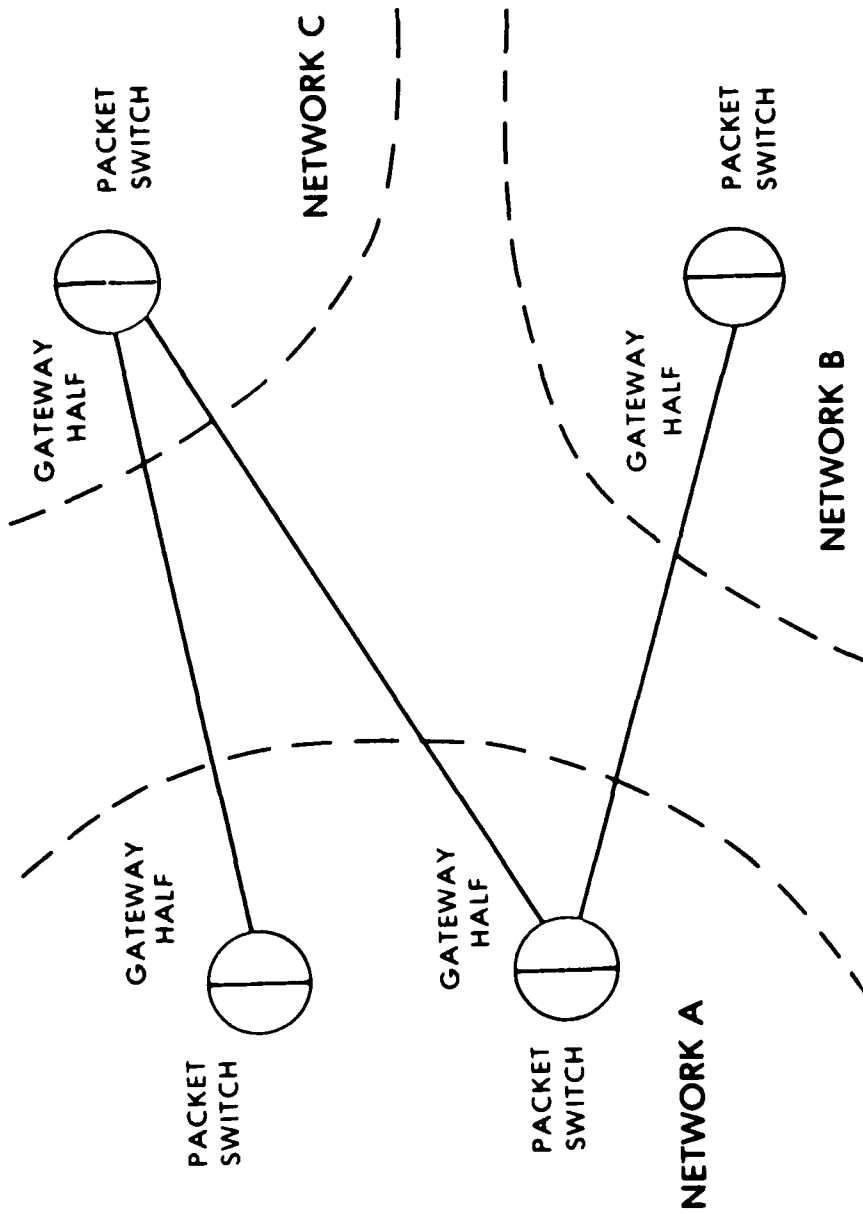 GATEWAY
HALF
PACKET
SWITCH
GATEWAY
HALF
PACKET
SWITCH
NETWORK C
GATEWAY
HALF
PACKET
SWITCH
GATEWAY
HALF
NETWORK A
PACKET
SWITCH
NETWORK B